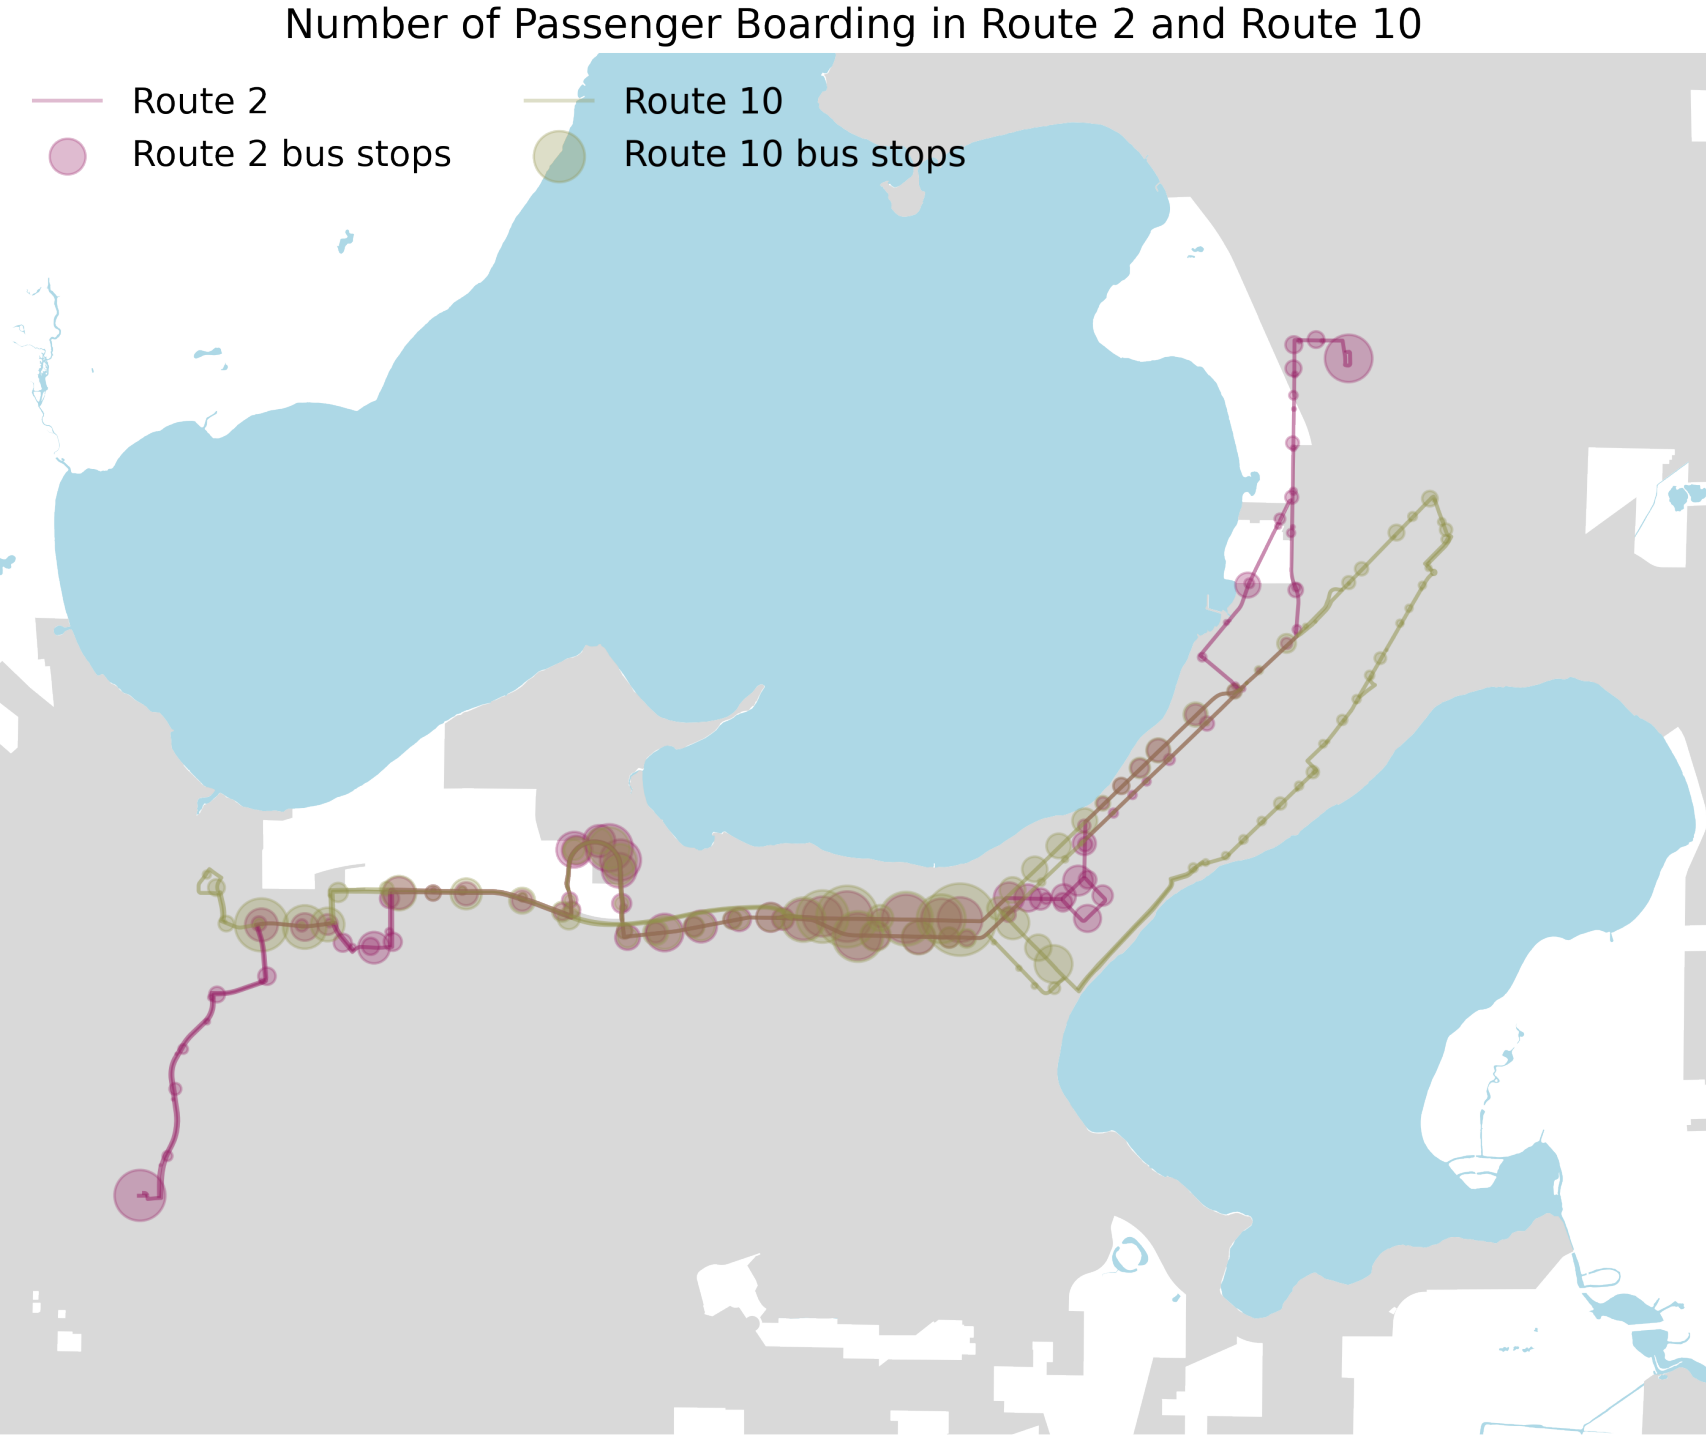 Number of Passenger Boarding in Route 2 and Route 10
Route 2
Route 2 bus stops
Route 10
Route 10 bus stops